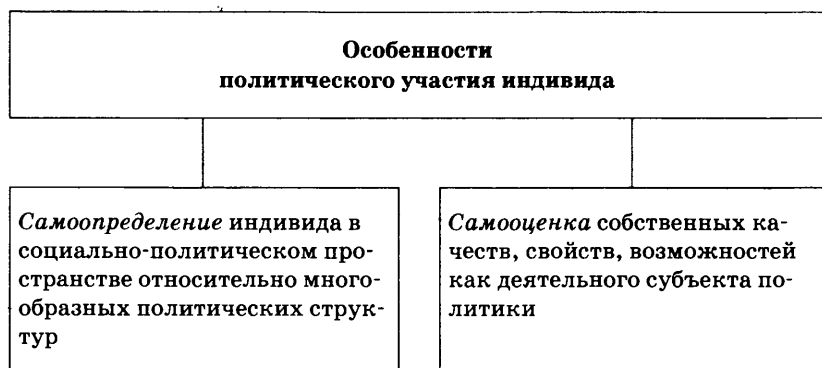 Особенности
политического участия индивида
Самоопределение индивида в
социально-политическом про-
странстве относительно много-
образных политических струк-
тур
Самооценка собственных ка-
честв, свойств, возможностей
как деятельного субъекта по-
литики